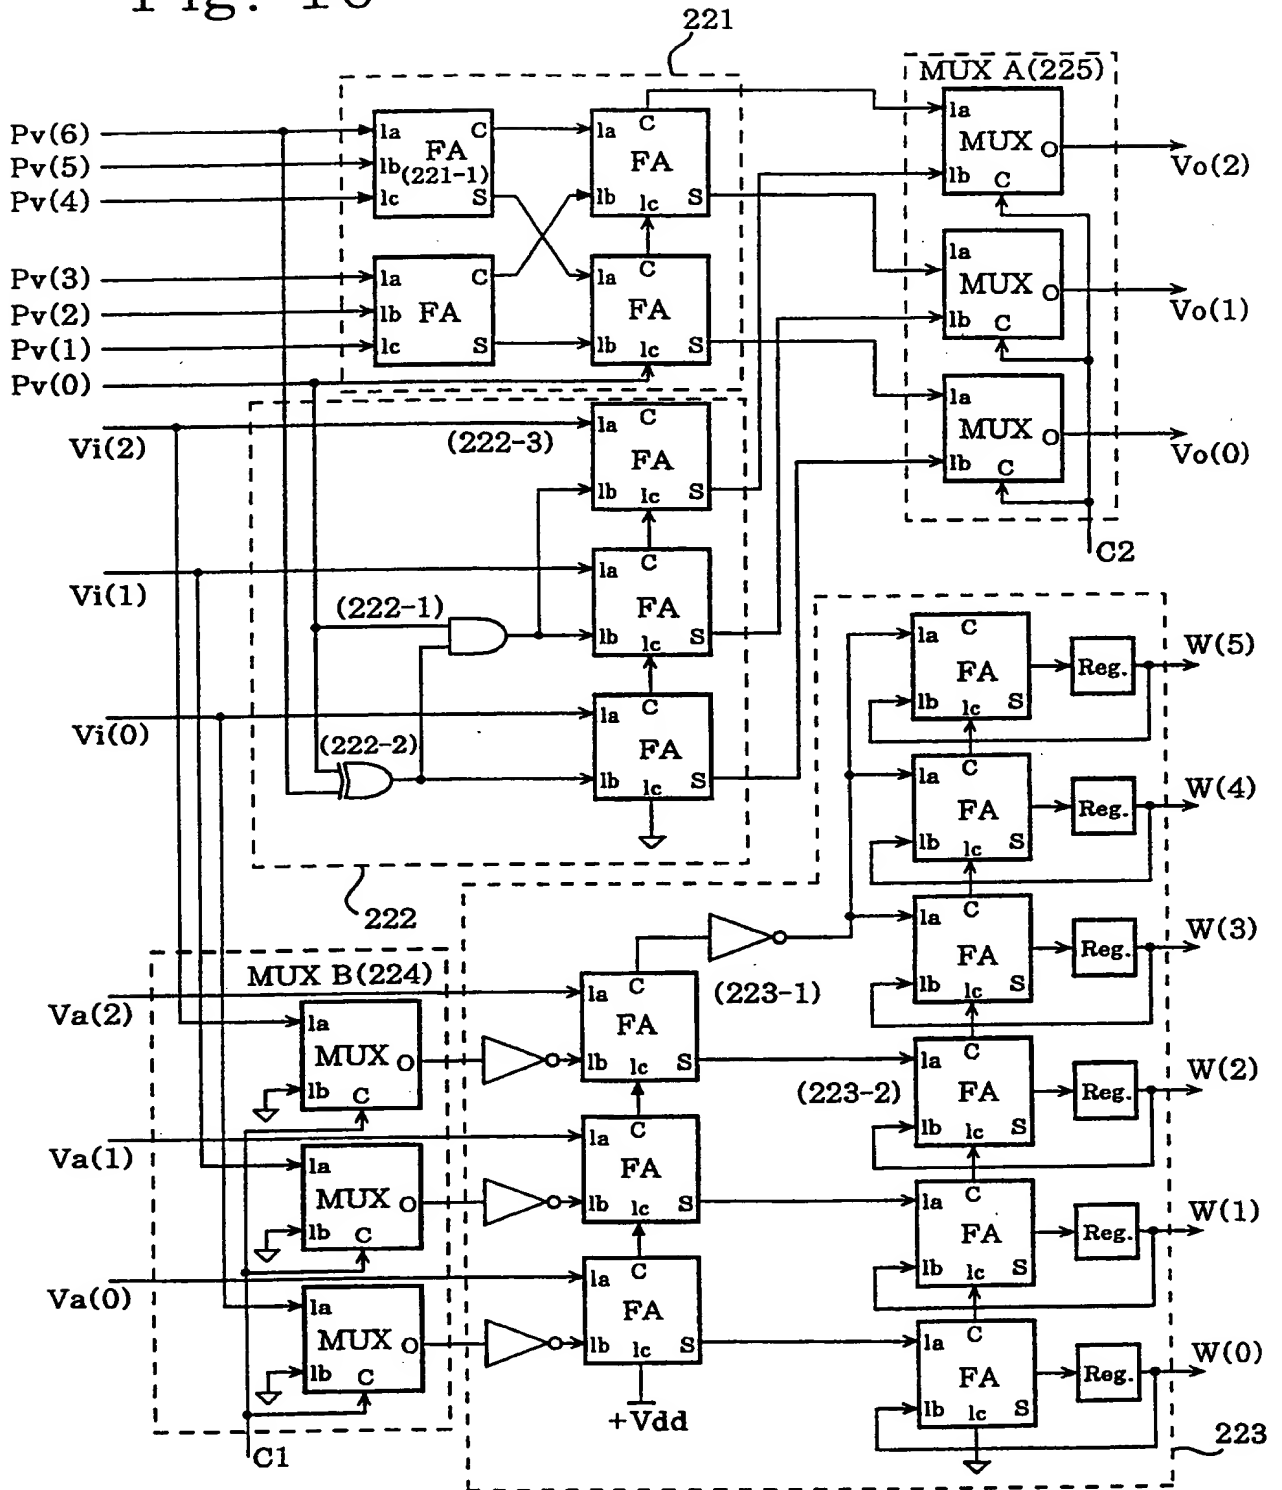 Fig. 10
221
MUX A(225)
Pv(6)
Pv(5)
Pv(4)
Ia C
FA
Ib (221-1)
Ic S
C
Ia
FA
Ib
Ic S
Ia
MUX O
Ib C
Vo(2)
Pv(3)
Pv(2)
Pv(1)
Pv(0)
Ia C
Ib FA
Ic S
C
Ia
FA
Ib
Ic S
Ia
MUX O
Ib C
Vo(1)
Ia
MUX O
Ib C
Vo(0)
C2
Vi(2)
(222-3)
C
Ia
FA
Ib
Ic S
Vi(1)
(222-1)
C
Ia
FA
Ib
Ic S
Vi(0)
(222-2)
C
Ia
FA
Ib
Ic S
222
Ia C
FA
Ib Ic S
Reg.
W(5)
Ia C
FA
Ib Ic S
Reg.
W(4)
Ia C
FA
Ib Ic S
Reg.
W(3)
MUX B(224)
Va(2)
Ia
MUX O
Ib C
Ia C
FA
Ib Ic S
(223-1)
(223-2)
Ia C
FA
Ib Ic S
Reg.
W(2)
Va(1)
Ia
MUX O
Ib C
Ia C
FA
Ib Ic S
Ia C
FA
Ib Ic S
Reg.
W(1)
Va(0)
Ia
MUX O
Ib C
Ia C
FA
Ib Ic S
Ia C
FA
Ib Ic S
Reg.
W(0)
+Vdd
C1
223